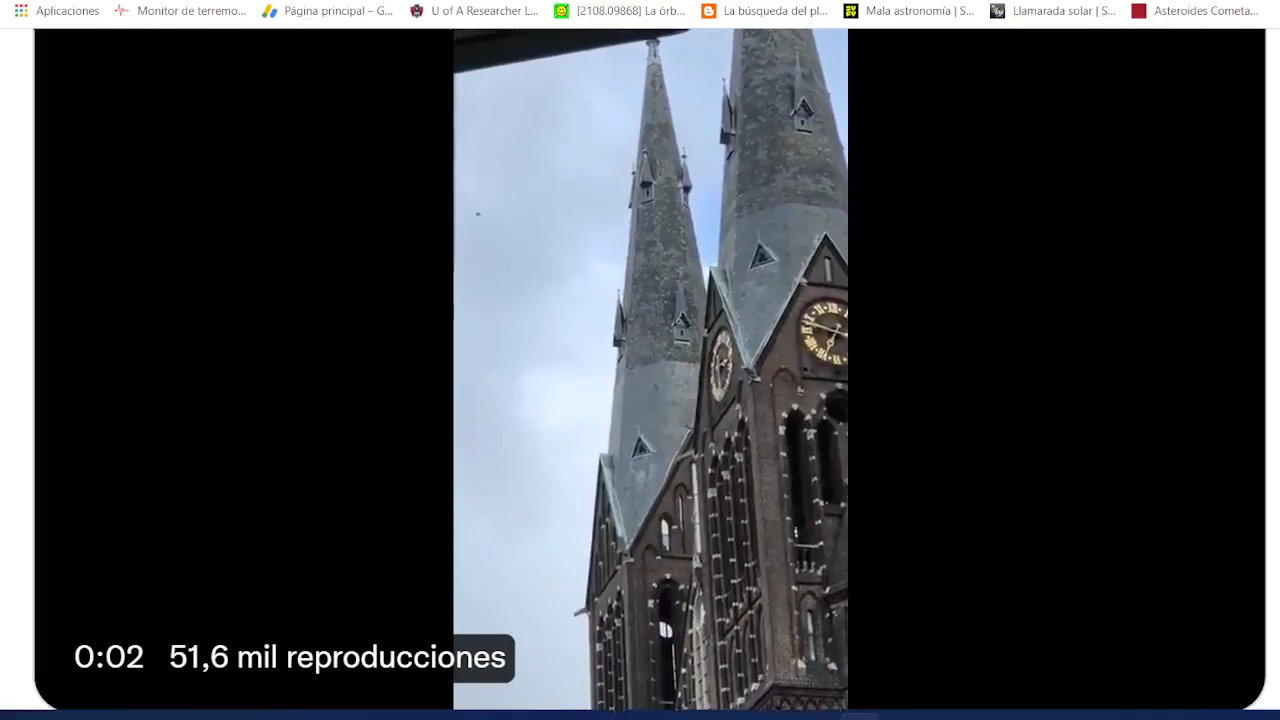 Aplicaciones Monitor de terremo... Página principal – G... U of A Researcher L... [2108.09868] La órb... La búsqueda del pl... Mala astronomía | S... Llamarada solar | S... Asteroides Cometa...
0:02 51,6 mil reproducciones